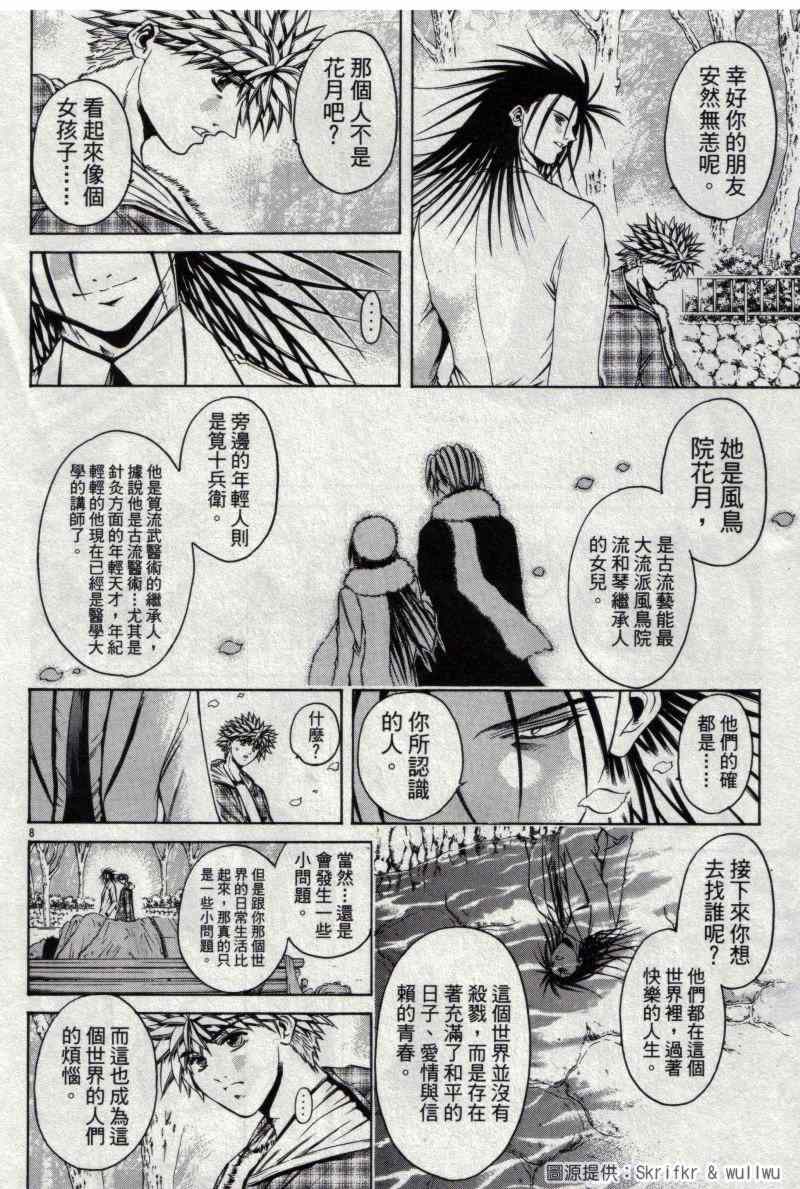 幸好你的朋友
安然無恙呢。
那個人不是
花月吧？
看起來像個
女孩子……
……
她是風鳥
院花月，
是古流藝能最
大流派風鳥院
流和琴繼承人
的女兒。
旁邊的年輕人則
是筧十兵衛。
他是筧流武醫術的繼承人，
據說他是古流醫術…尤其是
針灸方面的年輕天才，年紀
輕輕的他現在已經是醫學大
學的講師了。
他們的確
都是……
你所認識
的人。
什麼？
接下來你想
去找誰呢？
他們都在這個
世界裡，過著
快樂的人生。
這個世界並沒有
殺戮，而是存在
著充滿了和平的
日子、愛情與信
賴的青春。
當然…還是
會發生一些
小問題。
但是跟你那個世
界的日常生活比
起來，那真的只
是一些小問題。
……
而這也成為這
個世界的人們
的煩惱。
8
圖源提供：Skrifkr & wullwu